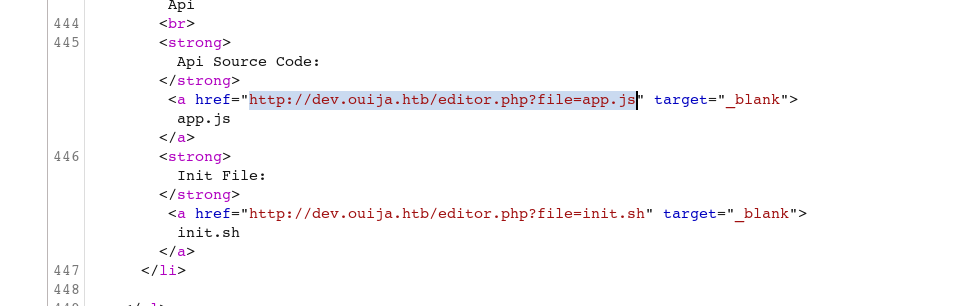 Api
444 <br>
445 <strong>
Api Source Code:
</strong>
<a href="http://dev.ouija.htb/editor.php?file=app.js" target="_blank">
app.js
</a>
446 <strong>
Init File:
</strong>
<a href="http://dev.ouija.htb/editor.php?file=init.sh" target="_blank">
init.sh
</a>
447 </li>
448